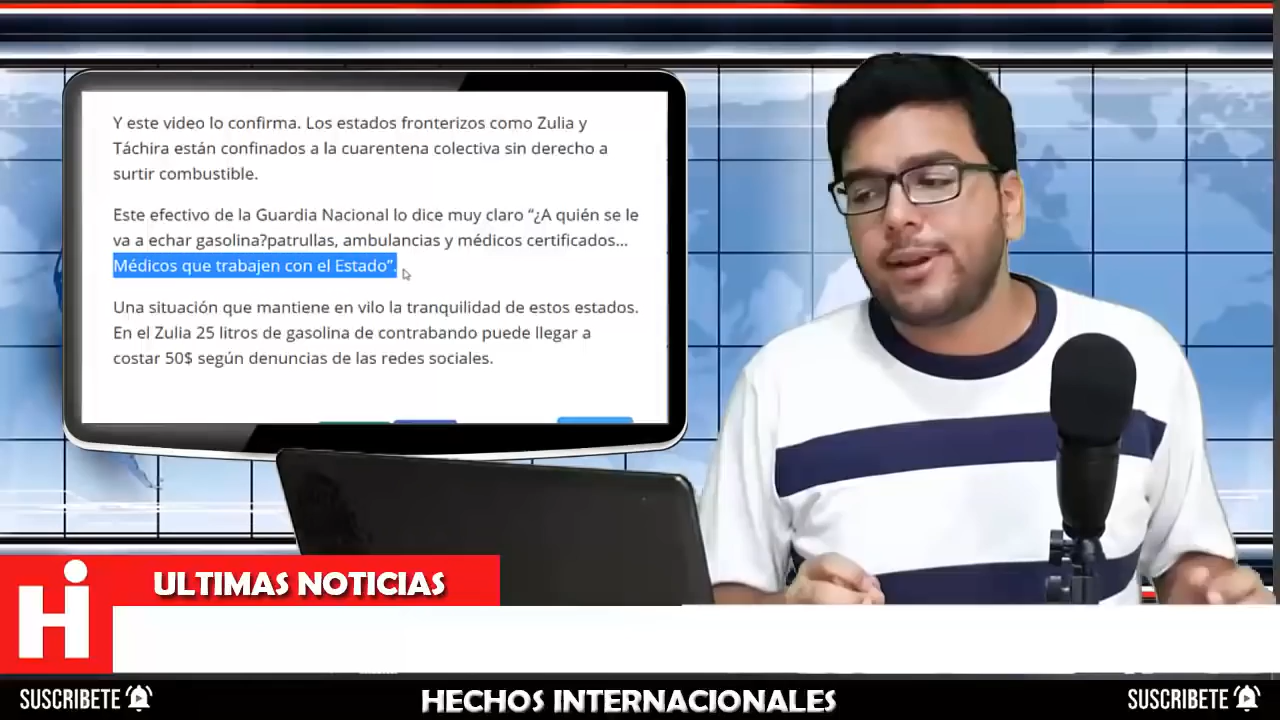 Y este video lo confirma. Los estados fronterizos como Zulia y
Táchira están confinados a la cuarentena colectiva sin derecho a
surtir combustible.
Este efectivo de la Guardia Nacional lo dice muy claro “¿A quién se le
va a echar gasolina?patrullas, ambulancias y médicos certificados...
Médicos que trabajen con el Estado”.
Una situación que mantiene en vilo la tranquilidad de estos estados.
En el Zulia 25 litros de gasolina de contrabando puede llegar a
costar 50$ según denuncias de las redes sociales.
Hi
ULTIMAS NOTICIAS
SUSCRIBETE
HECHOS INTERNACIONALES
SUSCRIBETE